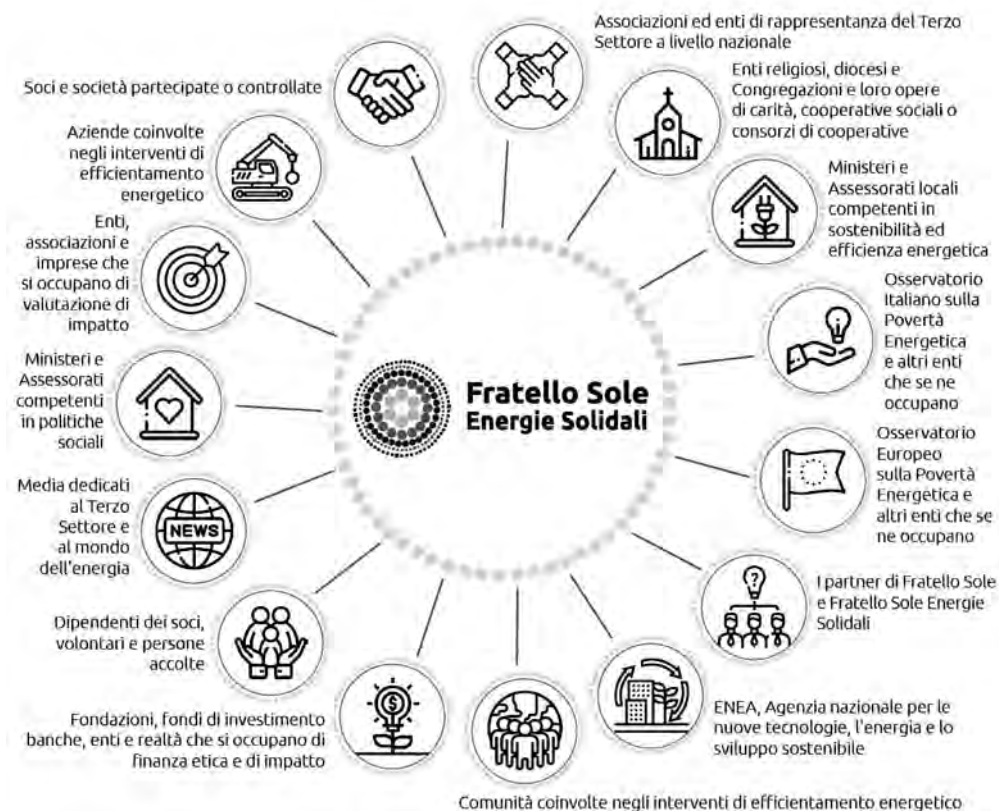 Associazioni ed enti di rappresentanza del Terzo
Settore a livello nazionale
Enti religiosi, diocesi e
Congregazioni e loro opere
di carità, cooperative sociali o
consorzi di cooperative
Ministeri e
Assessorati locali
competenti in
sostenibilità ed
efficienza energetica
Osservatorio
Italiano sulla
Povertà
Energetica
e altri enti
che se ne
occupano
Osservatorio
Europeo
sulla Povertà
Energetica e
altri enti che se
ne occupano
I partner di Fratello Sole
e Fratello Sole Energie
Solidali
ENEA, Agenzia nazionale per le
nuove tecnologie, l'energia e lo
sviluppo sostenibile
Comunità coinvolte negli interventi di efficientamento energetico
Fondazioni, fondi di investimento
banche, enti e realtà che si occupano di
finanza etica e di impatto
Dipendenti dei soci,
volontari e persone
accolte
Media dedicati
al Terzo
Settore e
al mondo
dell'energia
NEWS
Ministeri e
Assessorati
competenti
in politiche
sociali
Enti,
associazioni e
imprese che
si occupano di
valutazione di
impatto
Aziende coinvolte
negli interventi di
efficientamento
energetico
Soci e società partecipate o controllate
Fratello Sole
Energie Solidali